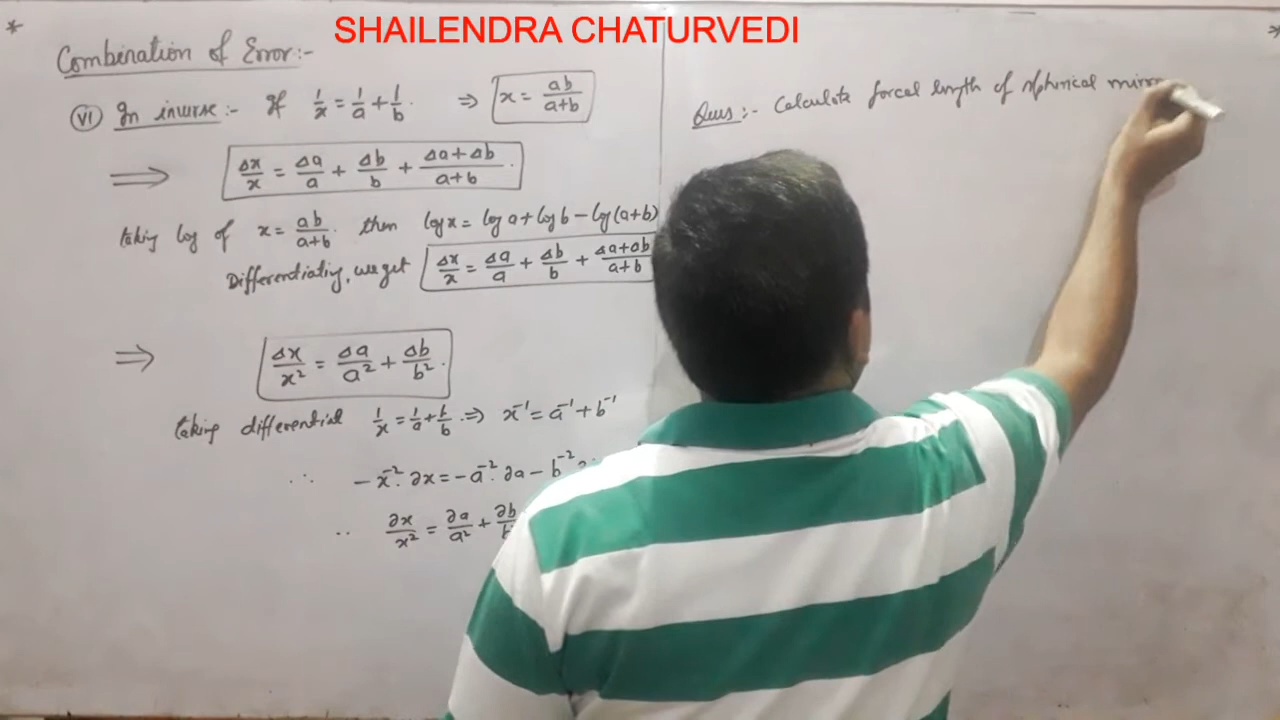 SHAILENDRA CHATURVEDI
Combination of Error:-
(vi) In inverse:- If 1/x = 1/a + 1/b. ⇒ x = ab/(a+b)
⇒ Δx/x = Δa/a + Δb/b + (Δa+Δb)/(a+b).
taking log of x = ab/(a+b). then log x = log a + log b - log(a+b)
Differentiating, we get Δx/x = Δa/a + Δb/b + (Δa+Δb)/(a+b)
⇒ Δx/x² = Δa/a² + Δb/b².
taking differential 1/x = 1/a + 1/b ⇒ x⁻¹ = a⁻¹ + b⁻¹
∴ -x⁻². ∂x = -a⁻². ∂a - b⁻²
∴ ∂x/x² = ∂a/a² + ∂b/
Ques:- Calculate forcal length of spherical